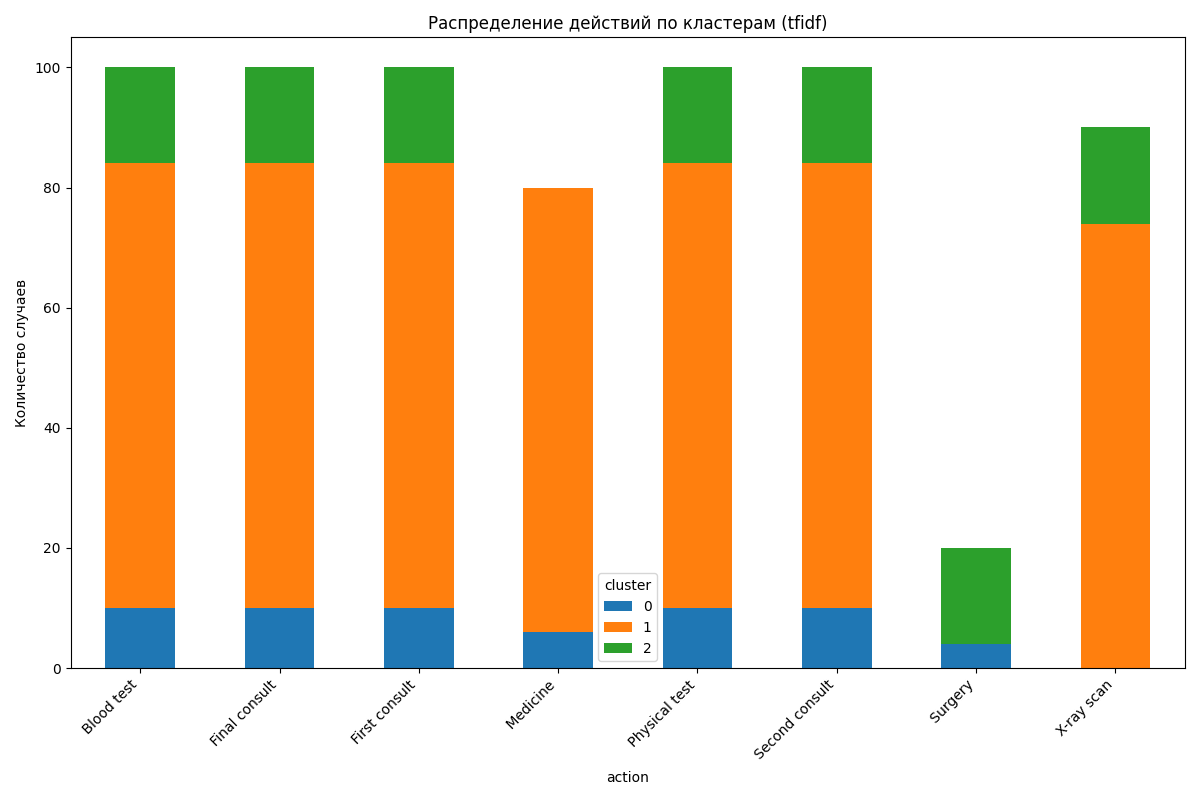 Распределение действий по кластерам (tfidf)
Количество случаев
100
80
60
40
20
0
cluster
0
1
2
Blood test
Final consult
First consult
Medicine
Physical test
Second consult
Surgery
X-ray scan
action